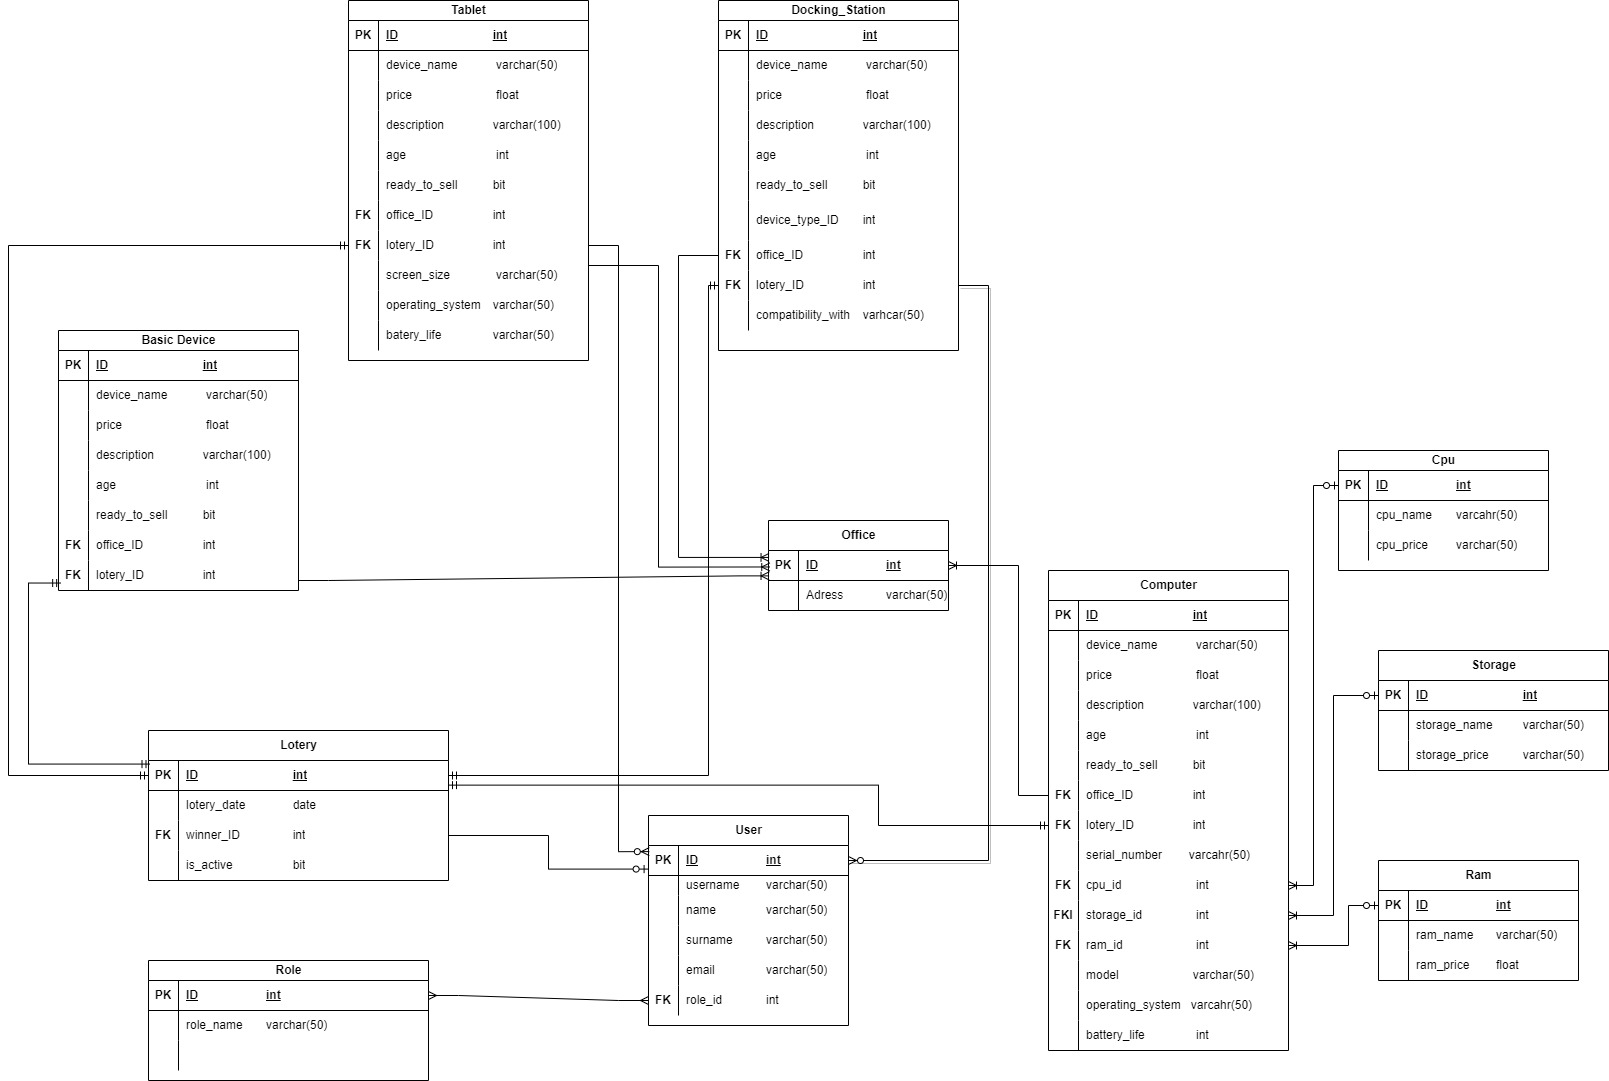 Tablet
PK ID int
device_name varchar(50)
price float
description varchar(100)
age int
ready_to_sell bit
FK office_ID int
FK lotery_ID int
screen_size varchar(50)
operating_system varchar(50)
batery_life varchar(50)
Docking_Station
PK ID int
device_name varchar(50)
price float
description varchar(100)
age int
ready_to_sell bit
device_type_ID int
FK office_ID int
FK lotery_ID int
compatibility_with varhcar(50)
Basic Device
PK ID int
device_name varchar(50)
price float
description varchar(100)
age int
ready_to_sell bit
FK office_ID int
FK lotery_ID int
Office
PK ID int
Adress varchar(50)
Cpu
PK ID int
cpu_name varcahr(50)
cpu_price varchar(50)
Computer
PK ID int
device_name varchar(50)
price float
description varchar(100)
age int
ready_to_sell bit
FK office_ID int
FK lotery_ID int
serial_number varcahr(50)
FK cpu_id int
FKI storage_id int
FK ram_id int
model varchar(50)
operating_system varcahr(50)
battery_life int
Storage
PK ID int
storage_name varchar(50)
storage_price varchar(50)
Ram
PK ID int
ram_name varchar(50)
ram_price float
Lotery
PK ID int
lotery_date date
FK winner_ID int
is_active bit
User
PK ID int
username varchar(50)
name varchar(50)
surname varchar(50)
email varchar(50)
FK role_id int
Role
PK ID int
role_name varchar(50)